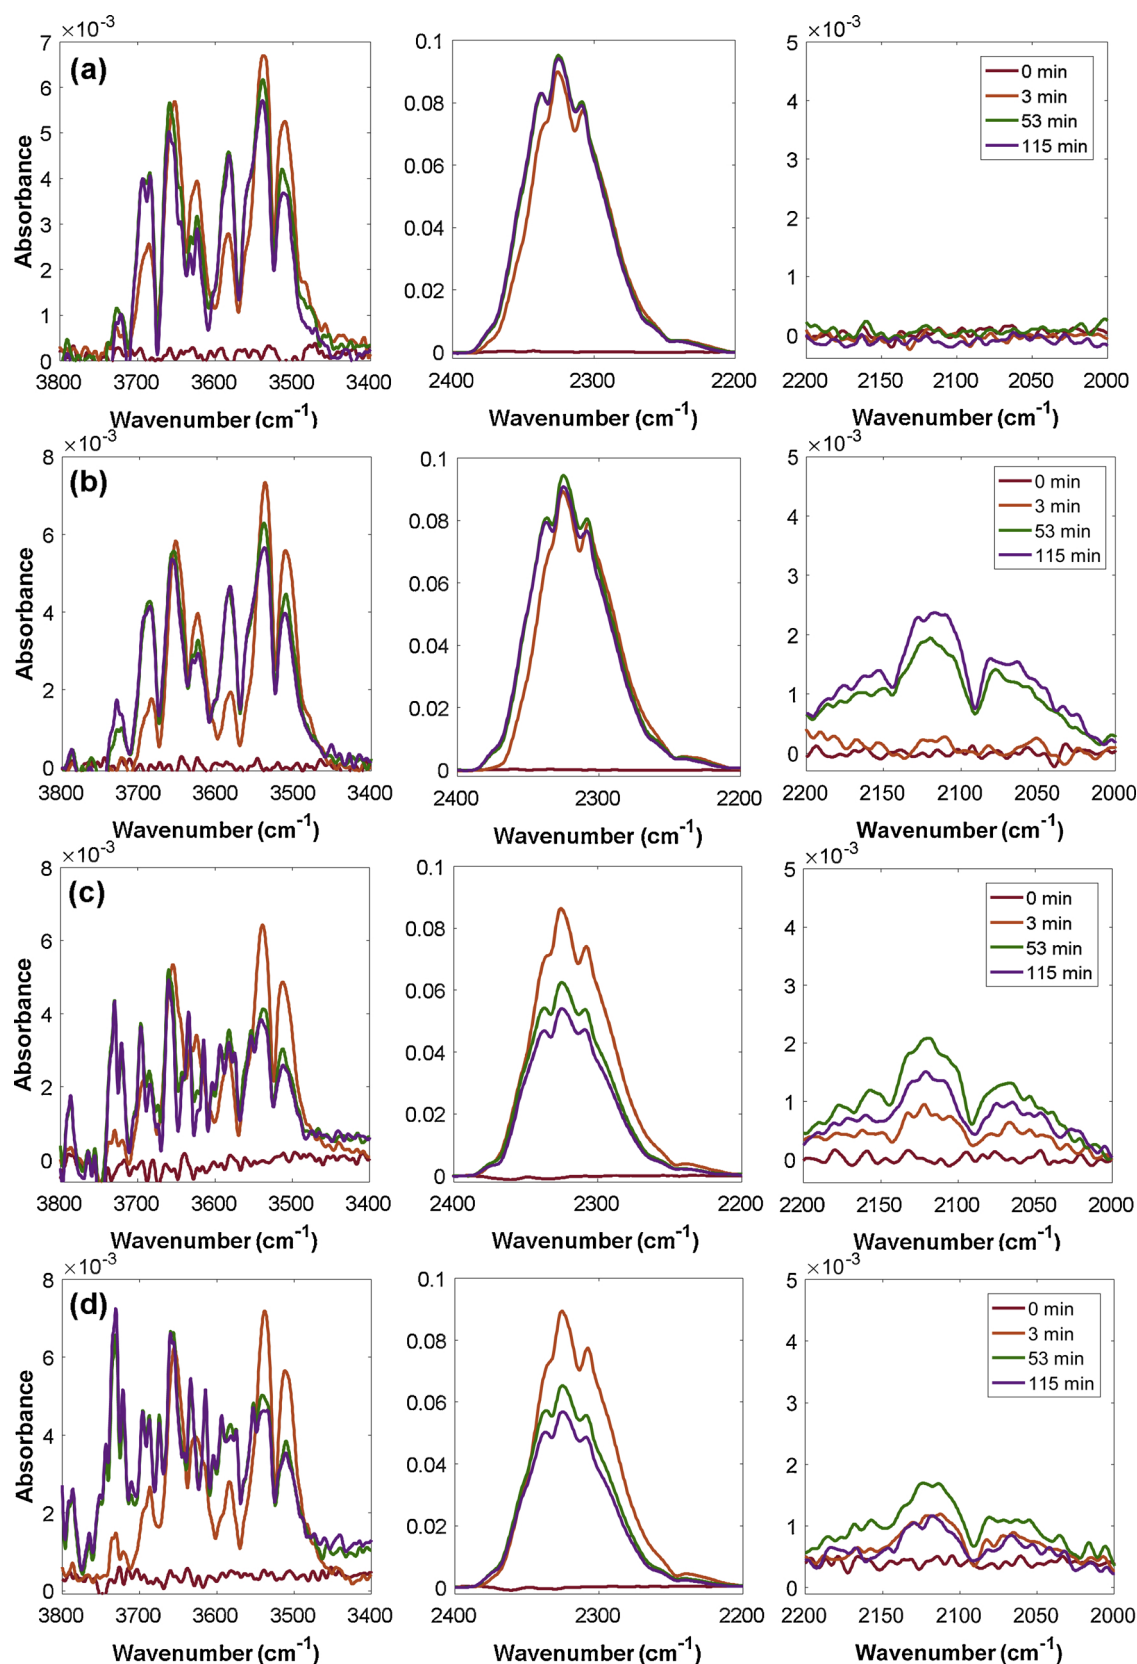 ×10⁻³
(a)
7
6
5
4
3
2
1
0
Absorbance
3800 3700 3600 3500 3400
Wavenumber (cm⁻¹)
0.1
0.08
0.06
0.04
0.02
0
2400 2300 2200
Wavenumber (cm⁻¹)
×10⁻³
5
4
3
2
1
0
0 min
3 min
53 min
115 min
2200 2150 2100 2050 2000
Wavenumber (cm⁻¹)
×10⁻³
(b)
8
6
4
2
0
Absorbance
3800 3700 3600 3500 3400
Wavenumber (cm⁻¹)
0.1
0.08
0.06
0.04
0.02
0
2400 2300 2200
Wavenumber (cm⁻¹)
×10⁻³
5
4
3
2
1
0
0 min
3 min
53 min
115 min
2200 2150 2100 2050 2000
Wavenumber (cm⁻¹)
×10⁻³
(c)
8
6
4
2
0
Absorbance
3800 3700 3600 3500 3400
Wavenumber (cm⁻¹)
0.1
0.08
0.06
0.04
0.02
0
2400 2300 2200
Wavenumber (cm⁻¹)
×10⁻³
5
4
3
2
1
0
0 min
3 min
53 min
115 min
2200 2150 2100 2050 2000
Wavenumber (cm⁻¹)
×10⁻³
(d)
8
6
4
2
0
Absorbance
3800 3700 3600 3500 3400
Wavenumber (cm⁻¹)
0.1
0.08
0.06
0.04
0.02
0
2400 2300 2200
Wavenumber (cm⁻¹)
×10⁻³
5
4
3
2
1
0
0 min
3 min
53 min
115 min
2200 2150 2100 2050 2000
Wavenumber (cm⁻¹)